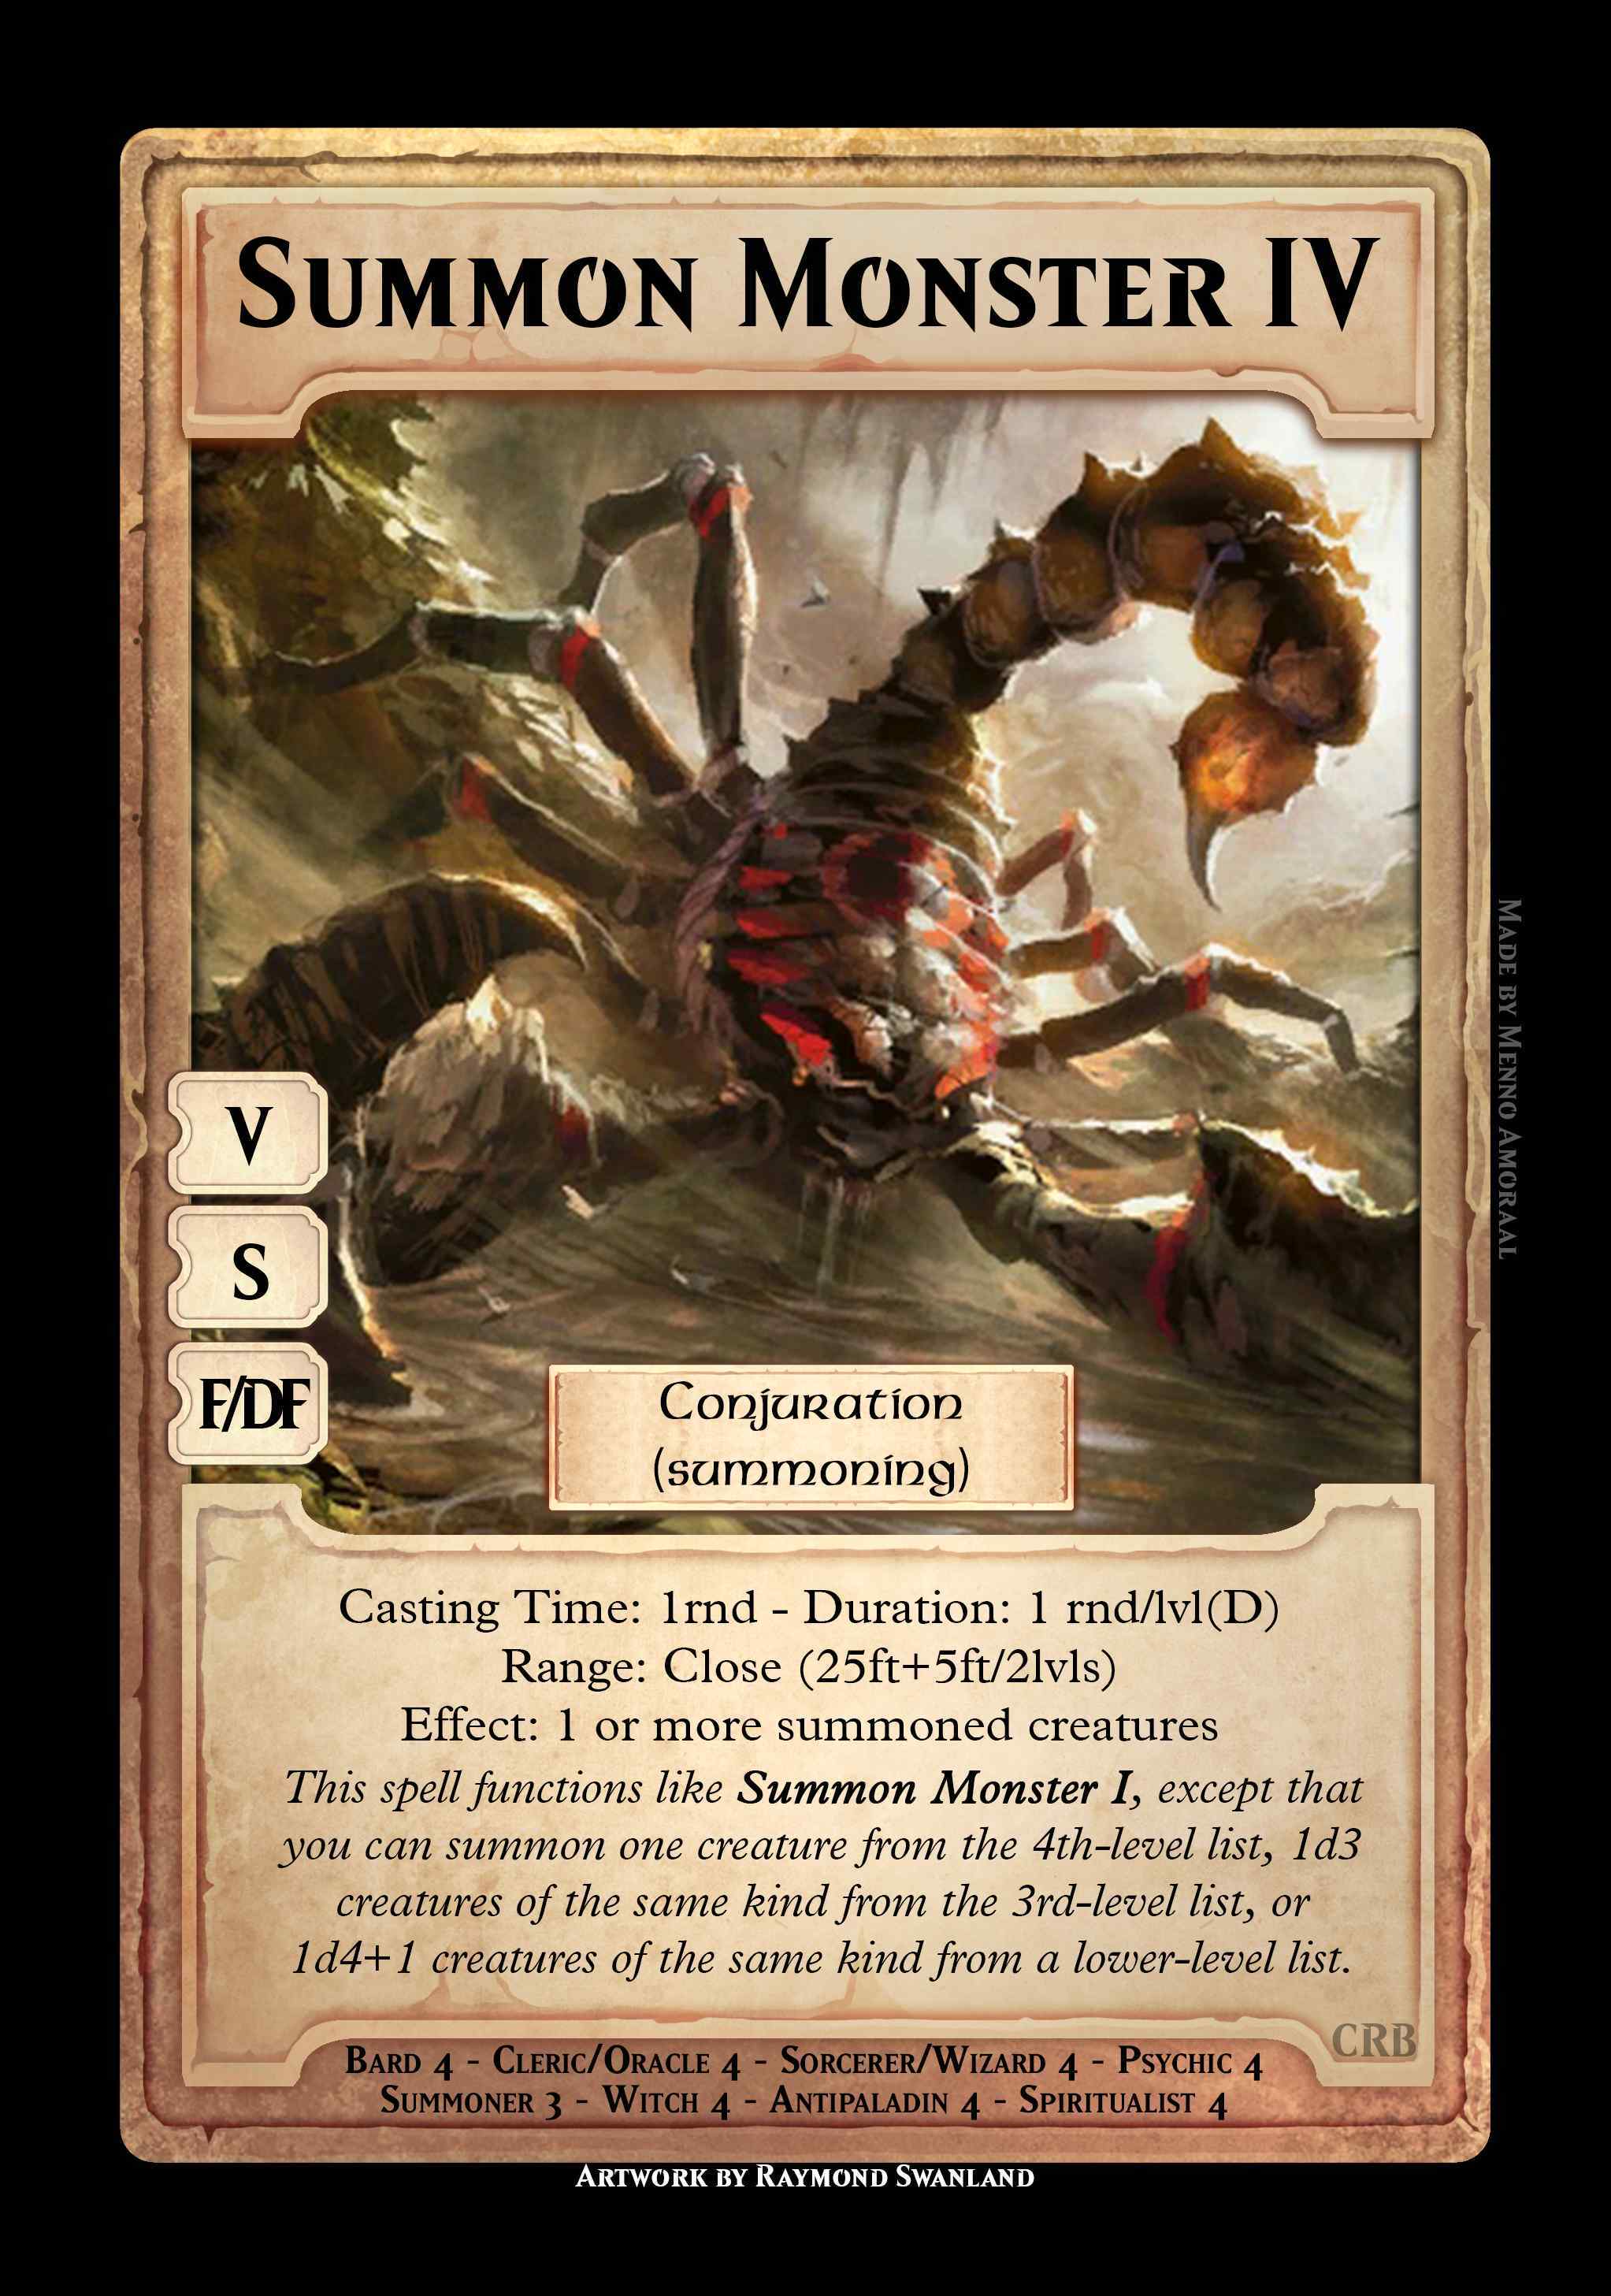 Summon Monster IV
V
S
F/DF
Conjuration
(summoning)
Casting Time: 1rnd - Duration: 1 rnd/lvl(D)
Range: Close (25ft+5ft/2lvls)
Effect: 1 or more summoned creatures
This spell functions like Summon Monster I, except that
you can summon one creature from the 4th-level list, 1d3
creatures of the same kind from the 3rd-level list, or
1d4+1 creatures of the same kind from a lower-level list.
CRB
Bard 4 - Cleric/Oracle 4 - Sorcerer/Wizard 4 - Psychic 4
Summoner 3 - Witch 4 - Antipaladin 4 - Spiritualist 4
Artwork by Raymond Swanland
Made by Menno Amoraal